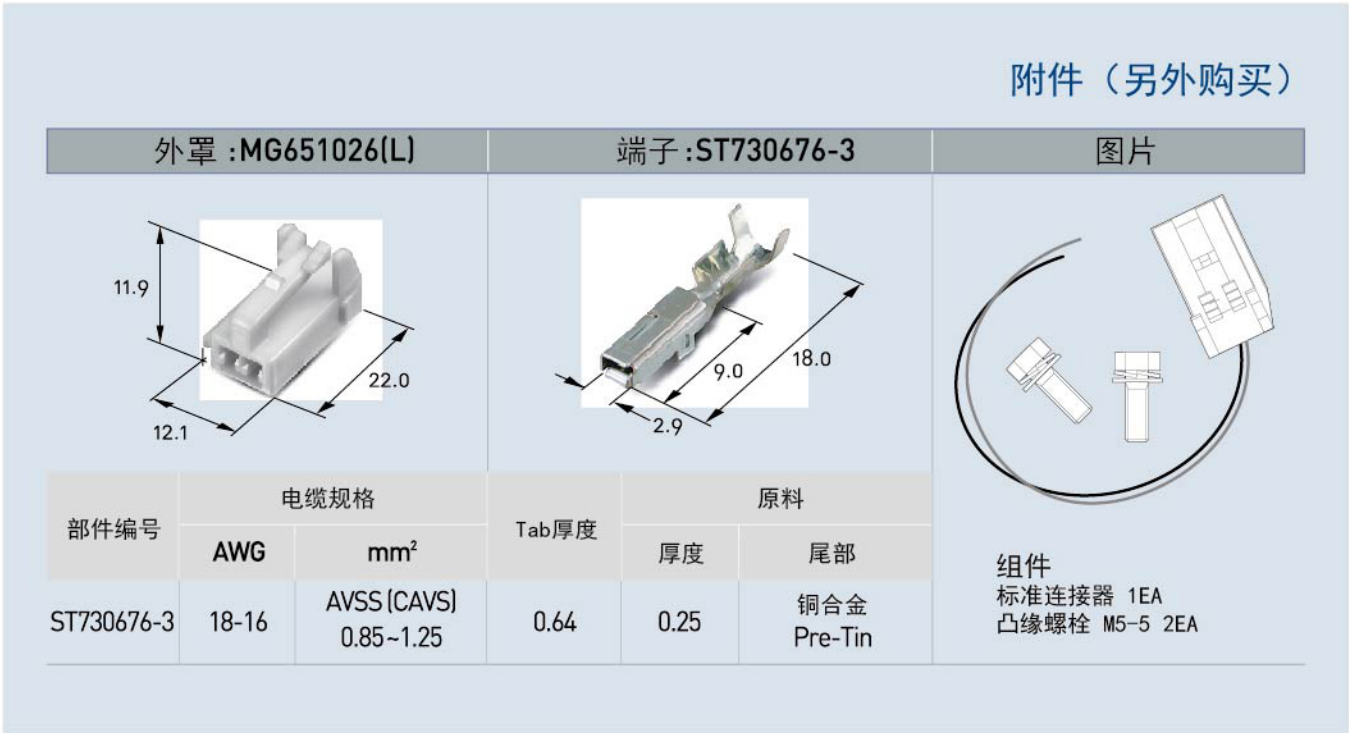 附件（另外购买）
外罩 :MG651026(L)
端子:ST730676-3
图片
11.9
22.0
12.1
9.0
18.0
2.9
部件编号
电缆规格
Tab厚度
原料
AWG
mm²
厚度
尾部
ST730676-3
18-16
AVSS (CAVS)
0.85~1.25
0.64
0.25
铜合金
Pre-Tin
组件
标准连接器 1EA
凸缘螺栓 M5-5 2EA